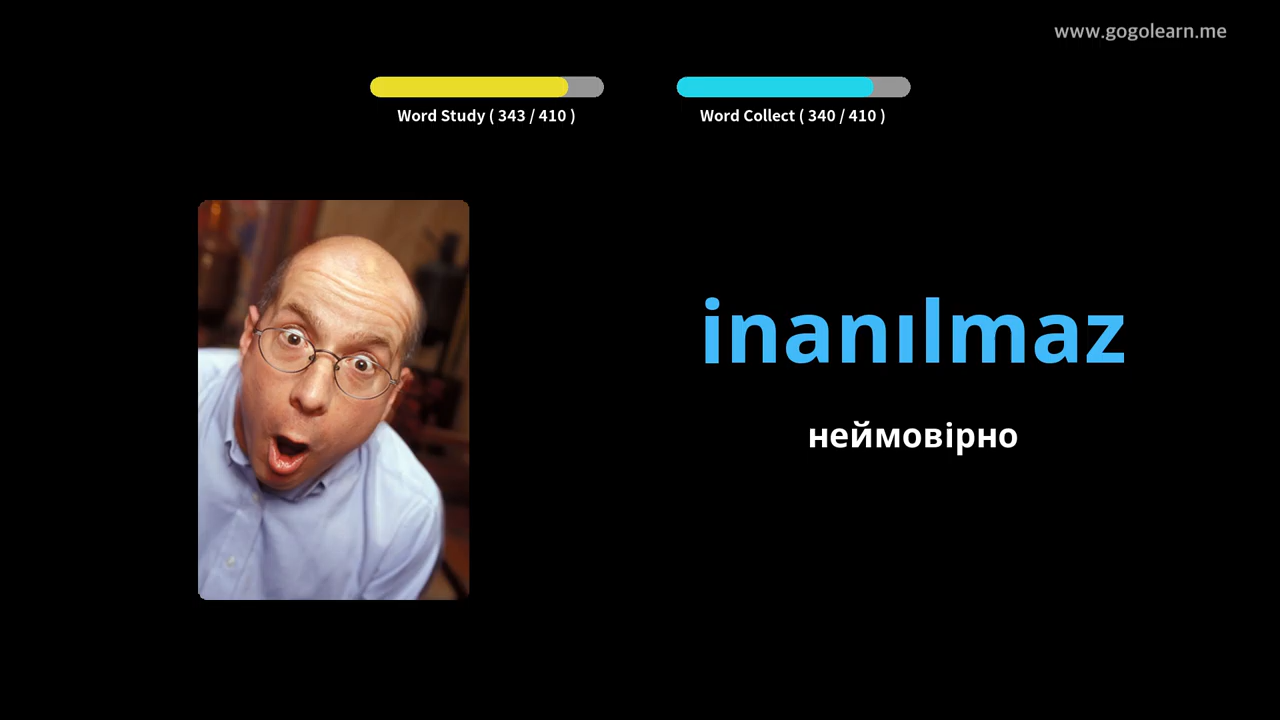 www.gogolearn.me
Word Study ( 343 / 410 )
Word Collect ( 340 / 410 )
inanılmaz
неймовірно